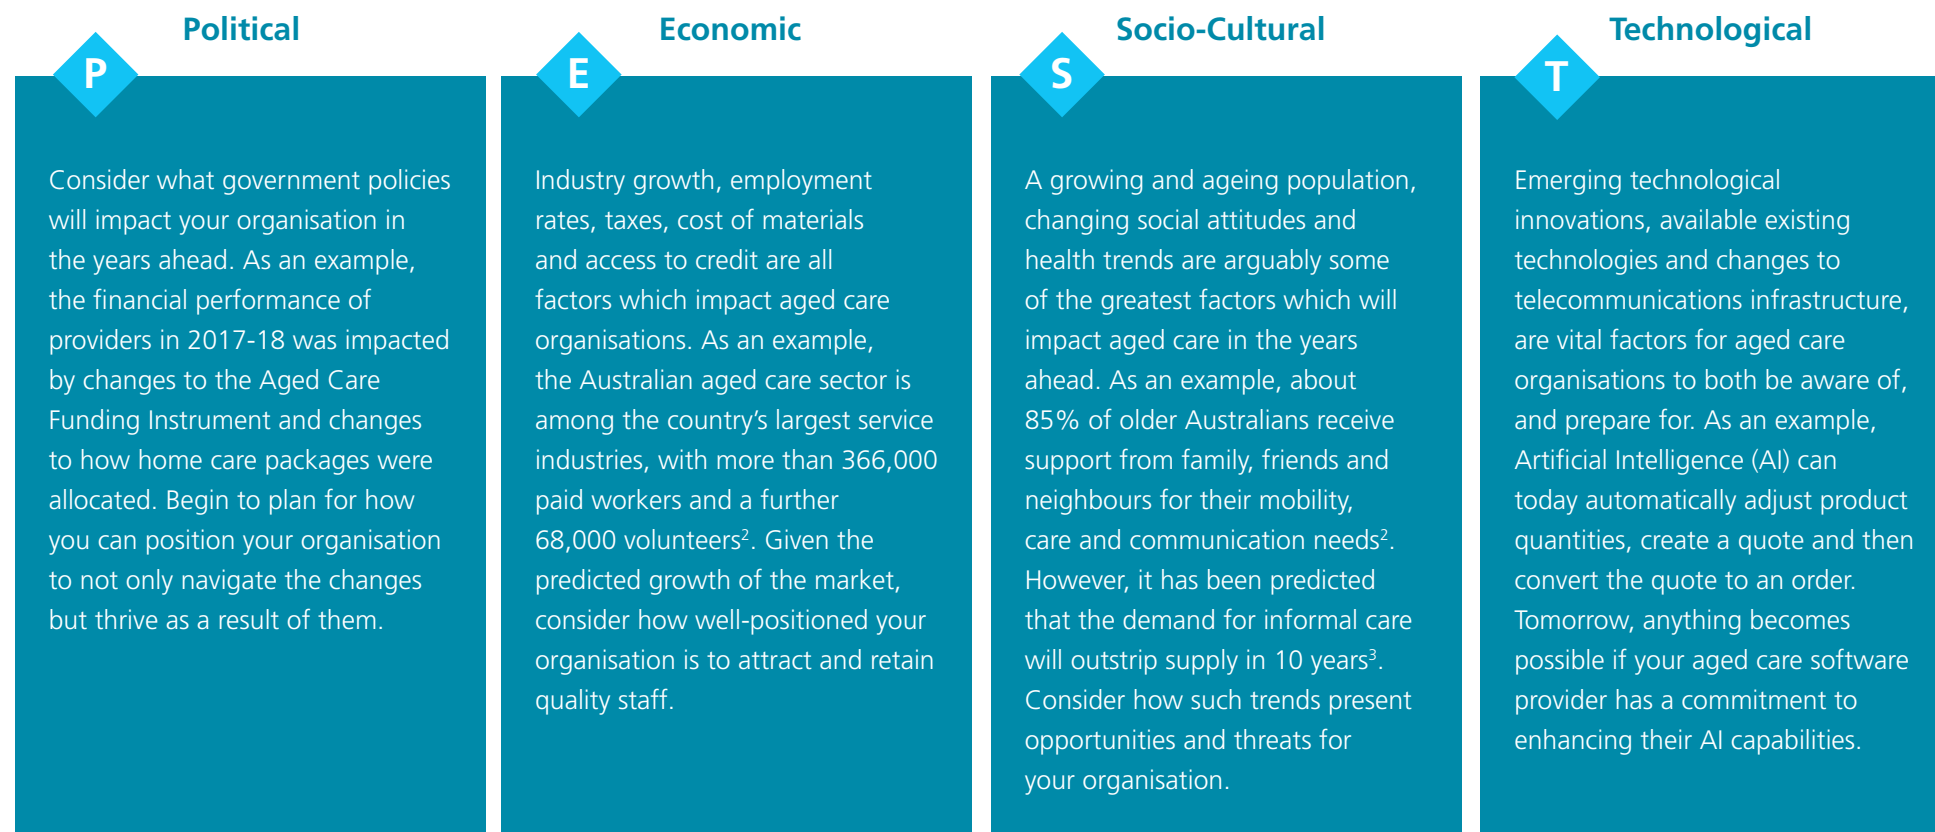 Political
P
Consider what government policies
will impact your organisation in
the years ahead. As an example,
the financial performance of
providers in 2017-18 was impacted
by changes to the Aged Care
Funding Instrument and changes
to how home care packages were
allocated. Begin to plan for how
you can position your organisation
to not only navigate the changes
but thrive as a result of them.
Economic
E
Industry growth, employment
rates, taxes, cost of materials
and access to credit are all
factors which impact aged care
organisations. As an example,
the Australian aged care sector is
among the country’s largest service
industries, with more than 366,000
paid workers and a further
68,000 volunteers². Given the
predicted growth of the market,
consider how well-positioned your
organisation is to attract and retain
quality staff.
Socio-Cultural
S
A growing and ageing population,
changing social attitudes and
health trends are arguably some
of the greatest factors which will
impact aged care in the years
ahead. As an example, about
85% of older Australians receive
support from family, friends and
neighbours for their mobility,
care and communication needs².
However, it has been predicted
that the demand for informal care
will outstrip supply in 10 years³.
Consider how such trends present
opportunities and threats for
your organisation.
Technological
T
Emerging technological
innovations, available existing
technologies and changes to
telecommunications infrastructure,
are vital factors for aged care
organisations to both be aware of,
and prepare for. As an example,
Artificial Intelligence (AI) can
today automatically adjust product
quantities, create a quote and then
convert the quote to an order.
Tomorrow, anything becomes
possible if your aged care software
provider has a commitment to
enhancing their AI capabilities.